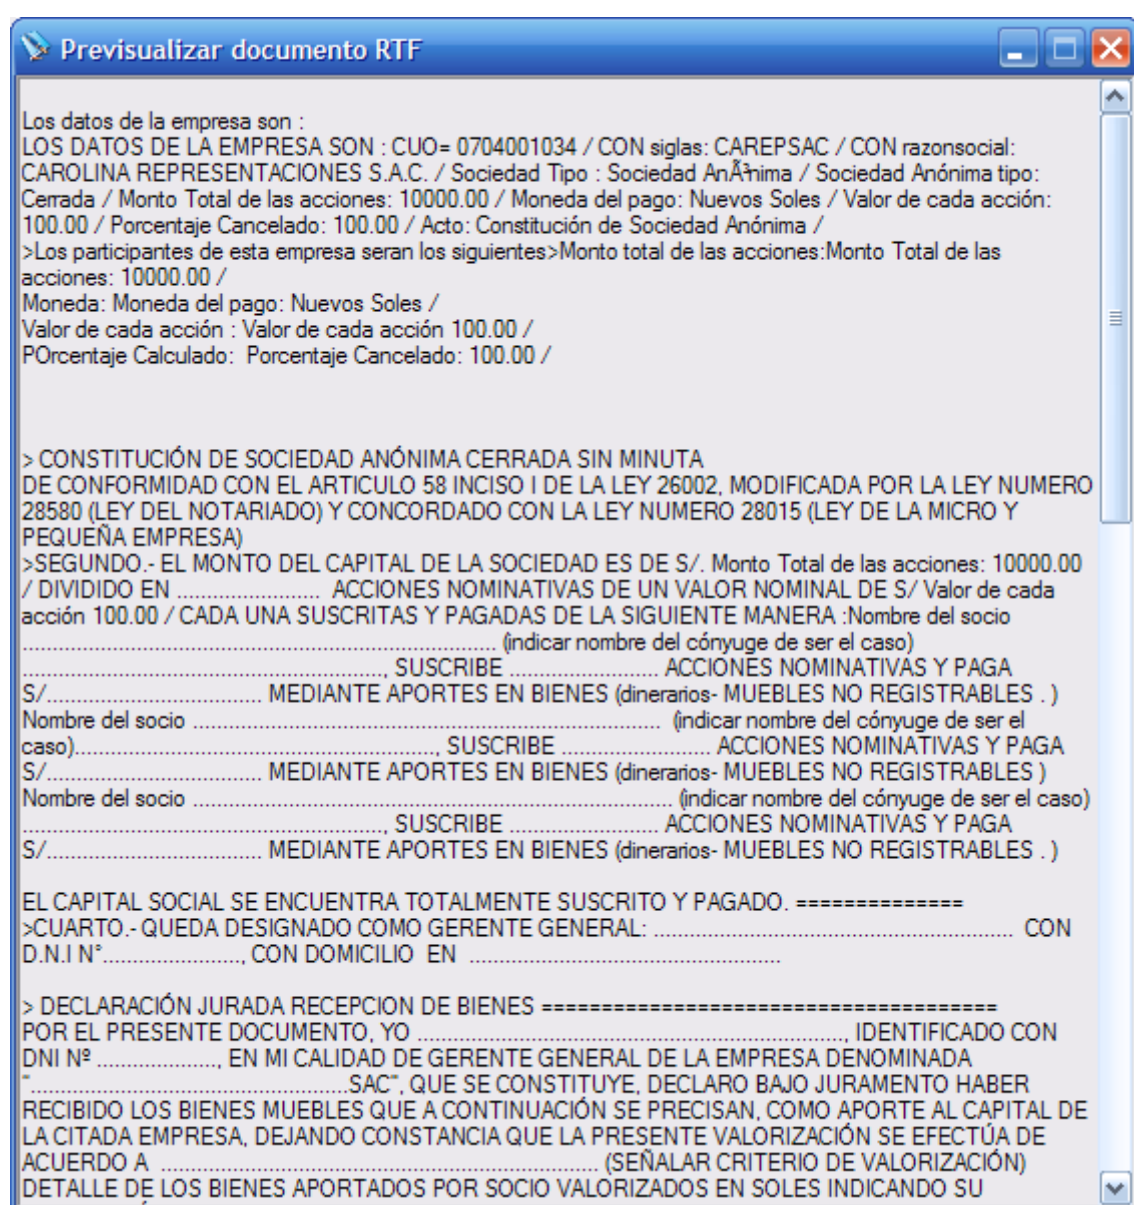 Previsualizar documento RTF
Los datos de la empresa son :
LOS DATOS DE LA EMPRESA SON : CUO= 0704001034 / CON siglas: CAREPSAC / CON razonsocial:
CAROLINA REPRESENTACIONES S.A.C. / Sociedad Tipo : Sociedad AnÃ³nima / Sociedad Anónima tipo:
Cerrada / Monto Total de las acciones: 10000.00 / Moneda del pago: Nuevos Soles / Valor de cada acción:
100.00 / Porcentaje Cancelado: 100.00 / Acto: Constitución de Sociedad Anónima /
>Los participantes de esta empresa seran los siguientes>Monto total de las acciones:Monto Total de las
acciones: 10000.00 /
Moneda: Moneda del pago: Nuevos Soles /
Valor de cada acción : Valor de cada acción 100.00 /
POrcentaje Calculado:  Porcentaje Cancelado: 100.00 /
> CONSTITUCIÓN DE SOCIEDAD ANÓNIMA CERRADA SIN MINUTA
DE CONFORMIDAD CON EL ARTICULO 58 INCISO I DE LA LEY 26002, MODIFICADA POR LA LEY NUMERO
28580 (LEY DEL NOTARIADO) Y CONCORDADO CON LA LEY NUMERO 28015 (LEY DE LA MICRO Y
PEQUEÑA EMPRESA)
>SEGUNDO.- EL MONTO DEL CAPITAL DE LA SOCIEDAD ES DE S/. Monto Total de las acciones: 10000.00
/ DIVIDIDO EN ........................ ACCIONES NOMINATIVAS DE UN VALOR NOMINAL DE S/ Valor de cada
acción 100.00 / CADA UNA SUSCRITAS Y PAGADAS DE LA SIGUIENTE MANERA :Nombre del socio
............................................................................... (indicar nombre del cónyuge de ser el caso)
............................................................, SUSCRIBE ......................... ACCIONES NOMINATIVAS Y PAGA
S/.................................... MEDIANTE APORTES EN BIENES (dinerarios- MUEBLES NO REGISTRABLES . )
Nombre del socio .............................................................................. (indicar nombre del cónyuge de ser el
caso)............................................................, SUSCRIBE ......................... ACCIONES NOMINATIVAS Y PAGA
S/.................................... MEDIANTE APORTES EN BIENES (dinerarios- MUEBLES NO REGISTRABLES )
Nombre del socio ................................................................................ (indicar nombre del cónyuge de ser el caso)
............................................................, SUSCRIBE ......................... ACCIONES NOMINATIVAS Y PAGA
S/.................................... MEDIANTE APORTES EN BIENES (dinerarios- MUEBLES NO REGISTRABLES . )
EL CAPITAL SOCIAL SE ENCUENTRA TOTALMENTE SUSCRITO Y PAGADO. ==============
>CUARTO.- QUEDA DESIGNADO COMO GERENTE GENERAL: ............................................................ CON
D.N.I N°......................., CON DOMICILIO  EN ....................................................
> DECLARACIÓN JURADA RECEPCION DE BIENES ======================================
POR EL PRESENTE DOCUMENTO, YO ......................................................................., IDENTIFICADO CON
DNI Nº ...................., EN MI CALIDAD DE GERENTE GENERAL DE LA EMPRESA DENOMINADA
".....................................................SAC", QUE SE CONSTITUYE, DECLARO BAJO JURAMENTO HABER
RECIBIDO LOS BIENES MUEBLES QUE A CONTINUACIÓN SE PRECISAN, COMO APORTE AL CAPITAL DE
LA CITADA EMPRESA, DEJANDO CONSTANCIA QUE LA PRESENTE VALORIZACIÓN SE EFECTÚA DE
ACUERDO A ......................................................................... (SEÑALAR CRITERIO DE VALORIZACIÓN)
DETALLE DE LOS BIENES APORTADOS POR SOCIO VALORIZADOS EN SOLES INDICANDO SU